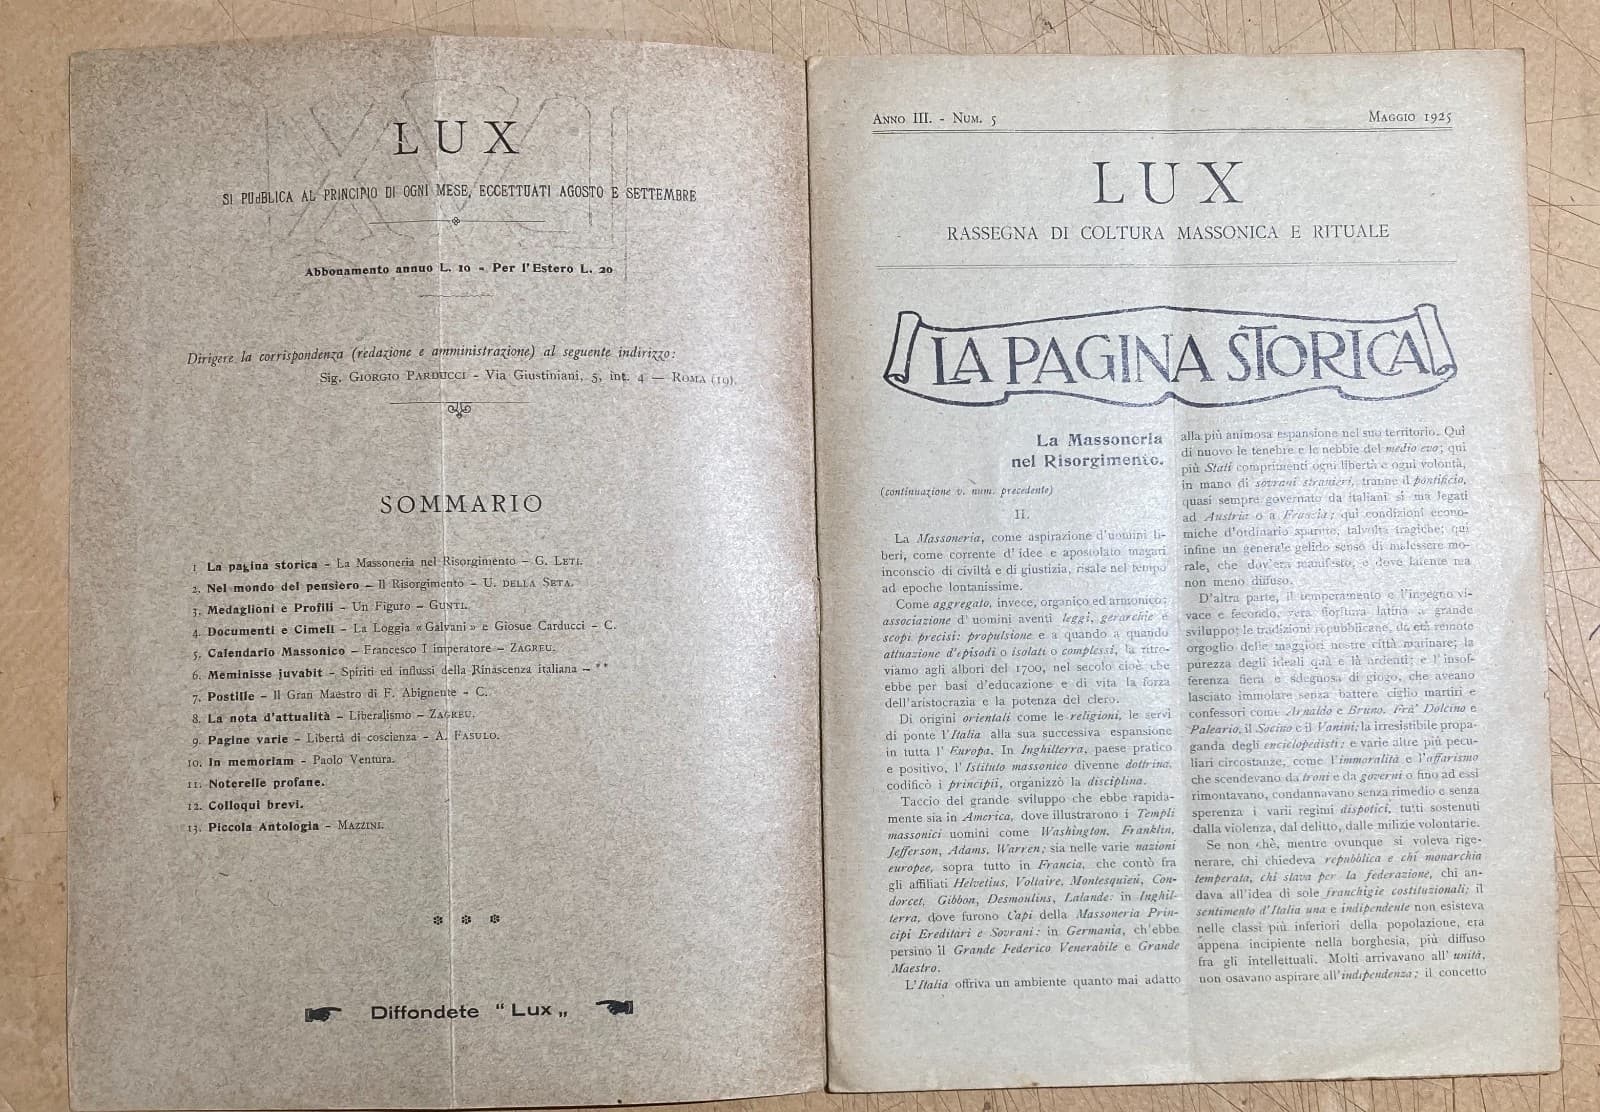 LUX
SI PUBBLICA AL PRINCIPIO DI OGNI MESE, ECCETTUATI AGOSTO E SETTEMBRE
Abbonamento annuo L. 10 - Per l'Estero L. 20
Dirigere la corrispondenza (redazione e amministrazione) al seguente indirizzo:
Sig. GIORGIO PARDUCCI - Via Giustiniani, 5, int. 4 — ROMA (19).
SOMMARIO
1 La pagina storica - La Massoneria nel Risorgimento - G. LETI.
2. Nel mondo del pensiero - Il Risorgimento - U. DELLA SETA.
3. Medaglioni e Profili - Un Figuro - GUNTI.
4. Documenti e Cimeli - La Loggia «Galvani» e Giosue Carducci - C.
5. Calendario Massonico - Francesco I imperatore - ZAGREU.
6. Meminisse juvabit - Spiriti ed influssi della Rinascenza italiana - **
7. Postille - Il Gran Maestro di F. Abignente - C.
8. La nota d'attualità - Liberalismo - ZAGREU.
9. Pagine varie - Libertà di coscienza - A. FASULO.
10. In memoriam - Paolo Ventura.
11. Noterelle profane.
12. Colloqui brevi.
13. Piccola Antologia - MAZZINI.
* * *
Diffondete “ Lux „
ANNO III. - NUM. 5 MAGGIO 1925
LUX
RASSEGNA DI COLTURA MASSONICA E RITUALE
LA PAGINA STORICA
La Massoneria
nel Risorgimento.
(continuazione v. num. precedente)
II.
La Massoneria, come aspirazione d'uomini li-
beri, come corrente d'idee e apostolato magari
inconscio di civiltà e di giustizia, risale nel tempo
ad epoche lontanissime.
Come aggregato, invece, organico ed armonico;
associazione d'uomini aventi leggi, gerarchie e
scopi precisi: propulsione e a quando a quando
attuazione d'episodi o isolati o complessi, la ritro-
viamo agli albori del 1700, nel secolo cioè che
ebbe per basi d'educazione e di vita la forza
dell'aristocrazia e la potenza del clero.
Di origini orientali come le religioni, le servì
di ponte l'Italia alla sua successiva espansione
in tutta l'Europa. In Inghilterra, paese pratico
e positivo, l'Istituto massonico divenne dottrina,
codificò i principii, organizzò la disciplina.
Taccio del grande sviluppo che ebbe rapida-
mente sia in America, dove illustrarono i Templi
massonici uomini come Washington, Franklin,
Jefferson, Adams, Warren; sia nelle varie nazioni
europee, sopra tutto in Francia, che contò fra
gli affiliati Helvetius, Voltaire, Montesquieu, Con-
dorcet, Gibbon, Desmoulins, Lalande: in Inghil-
terra, dove furono Capi della Massoneria Prin-
cipi Ereditari e Sovrani: in Germania, ch'ebbe
persino il Grande Federico Venerabile e Grande
Maestro.
L'Italia offriva un ambiente quanto mai adatto
alla più animosa espansione nel suo territorio. Qui
di nuovo le tenebre e le nebbie del medio evo; qui
più Stati comprimenti ogni libertà e ogni volontà,
in mano di sovrani stranieri, tranne il pontificio,
quasi sempre governato da italiani sì ma legati
ad Austria o a Francia; qui condizioni econo-
miche d'ordinario sparute, talvolta tragiche; qui
infine un generale gelido senso di malessere mo-
rale, che dov'era manifesto, e dove latente ma
non meno diffuso.
D'altra parte, il temperamento e l'ingegno vi-
vace e fecondo, vera fioritura latina a grande
sviluppo; le tradizioni repubblicane, da età remote
orgoglio delle maggiori nostre città marinare; la
purezza degli ideali quà e là ardenti; e l'insof-
ferenza fiera e sdegnosa di giogo, che aveano
lasciato immolare senza battere ciglio martiri e
confessori come Arnaldo e Bruno, Frà Dolcino e
Paleario, il Socino e il Vanini; la irresistibile propa-
ganda degli enciclopedisti; e varie altre più pecu-
liari circostanze, come l'immoralità e l'affarismo
che scendevano da troni e da governi o fino ad essi
rimontavano, condannavano senza rimedio e senza
speranza i varii regimi dispotici, tutti sostenuti
dalla violenza, dal delitto, dalle milizie volontarie.
Se non chè, mentre ovunque si voleva rige-
nerare, chi chiedeva repubblica e chi monarchia
temperata, chi stava per la federazione, chi an-
dava all'idea di sole franchigie costituzionali; il
sentimento d'Italia una e indipendente non esisteva
nelle classi più inferiori della popolazione, era
appena incipiente nella borghesia, più diffuso
fra gli intellettuali. Molti arrivavano all'unità,
non osavano aspirare all'indipendenza; il concetto